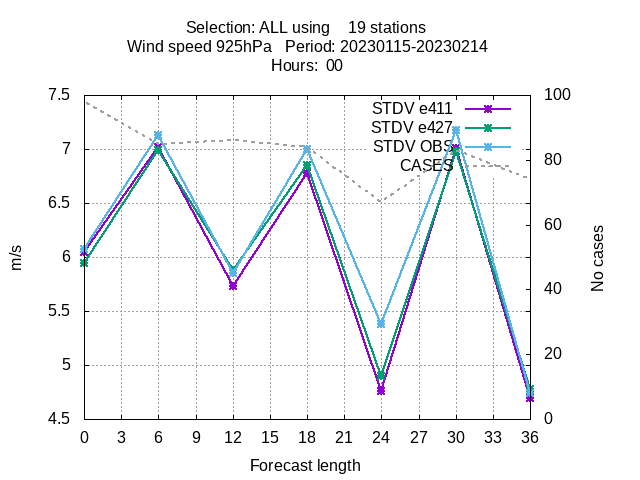 Selection: ALL using    19 stations
Wind speed 925hPa   Period: 20230115-20230214
Hours:  00
7.5
7
6.5
6
5.5
5
4.5
100
80
60
40
20
0
STDV e411
STDV e427
STDV OBS
CASES
m/s
No cases
0 3 6 9 12 15 18 21 24 27 30 33 36
Forecast length